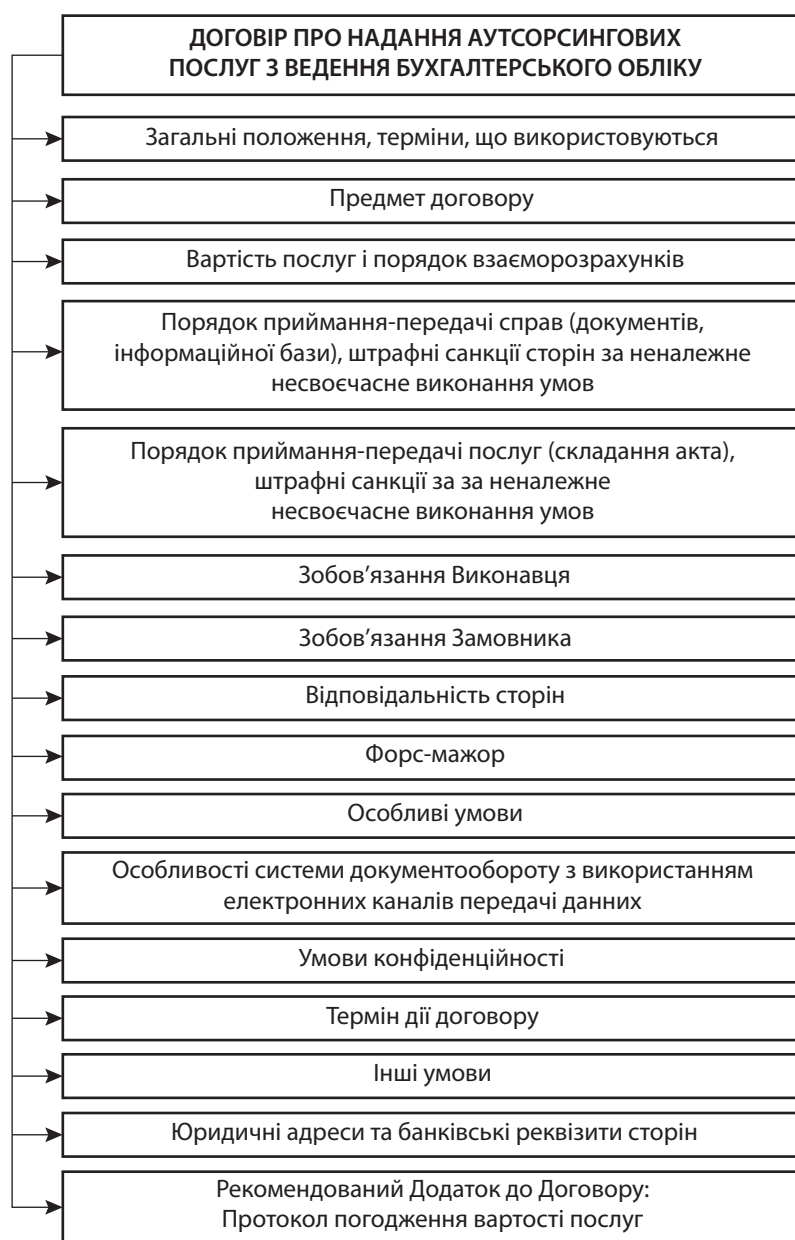 ДОГОВІР ПРО НАДАННЯ АУТСОРСИНГОВИХ
ПОСЛУГ З ВЕДЕННЯ БУХГАЛТЕРСЬКОГО ОБЛІКУ
Загальні положення, терміни, що використовуються
Предмет договору
Вартість послуг і порядок взаєморозрахунків
Порядок приймання-передачі справ (документів,
інформаційної бази), штрафні санкції сторін за неналежне
несвоєчасне виконання умов
Порядок приймання-передачі послуг (складання акта),
штрафні санкції за за неналежне
несвоєчасне виконання умов
Зобов'язання Виконавця
Зобов'язання Замовника
Відповідальність сторін
Форс-мажор
Особливі умови
Особливості системи документообороту з використанням
електронних каналів передачі данних
Умови конфіденційності
Термін дії договору
Інші умови
Юридичні адреси та банківські реквізити сторін
Рекомендований Додаток до Договору:
Протокол погодження вартості послуг